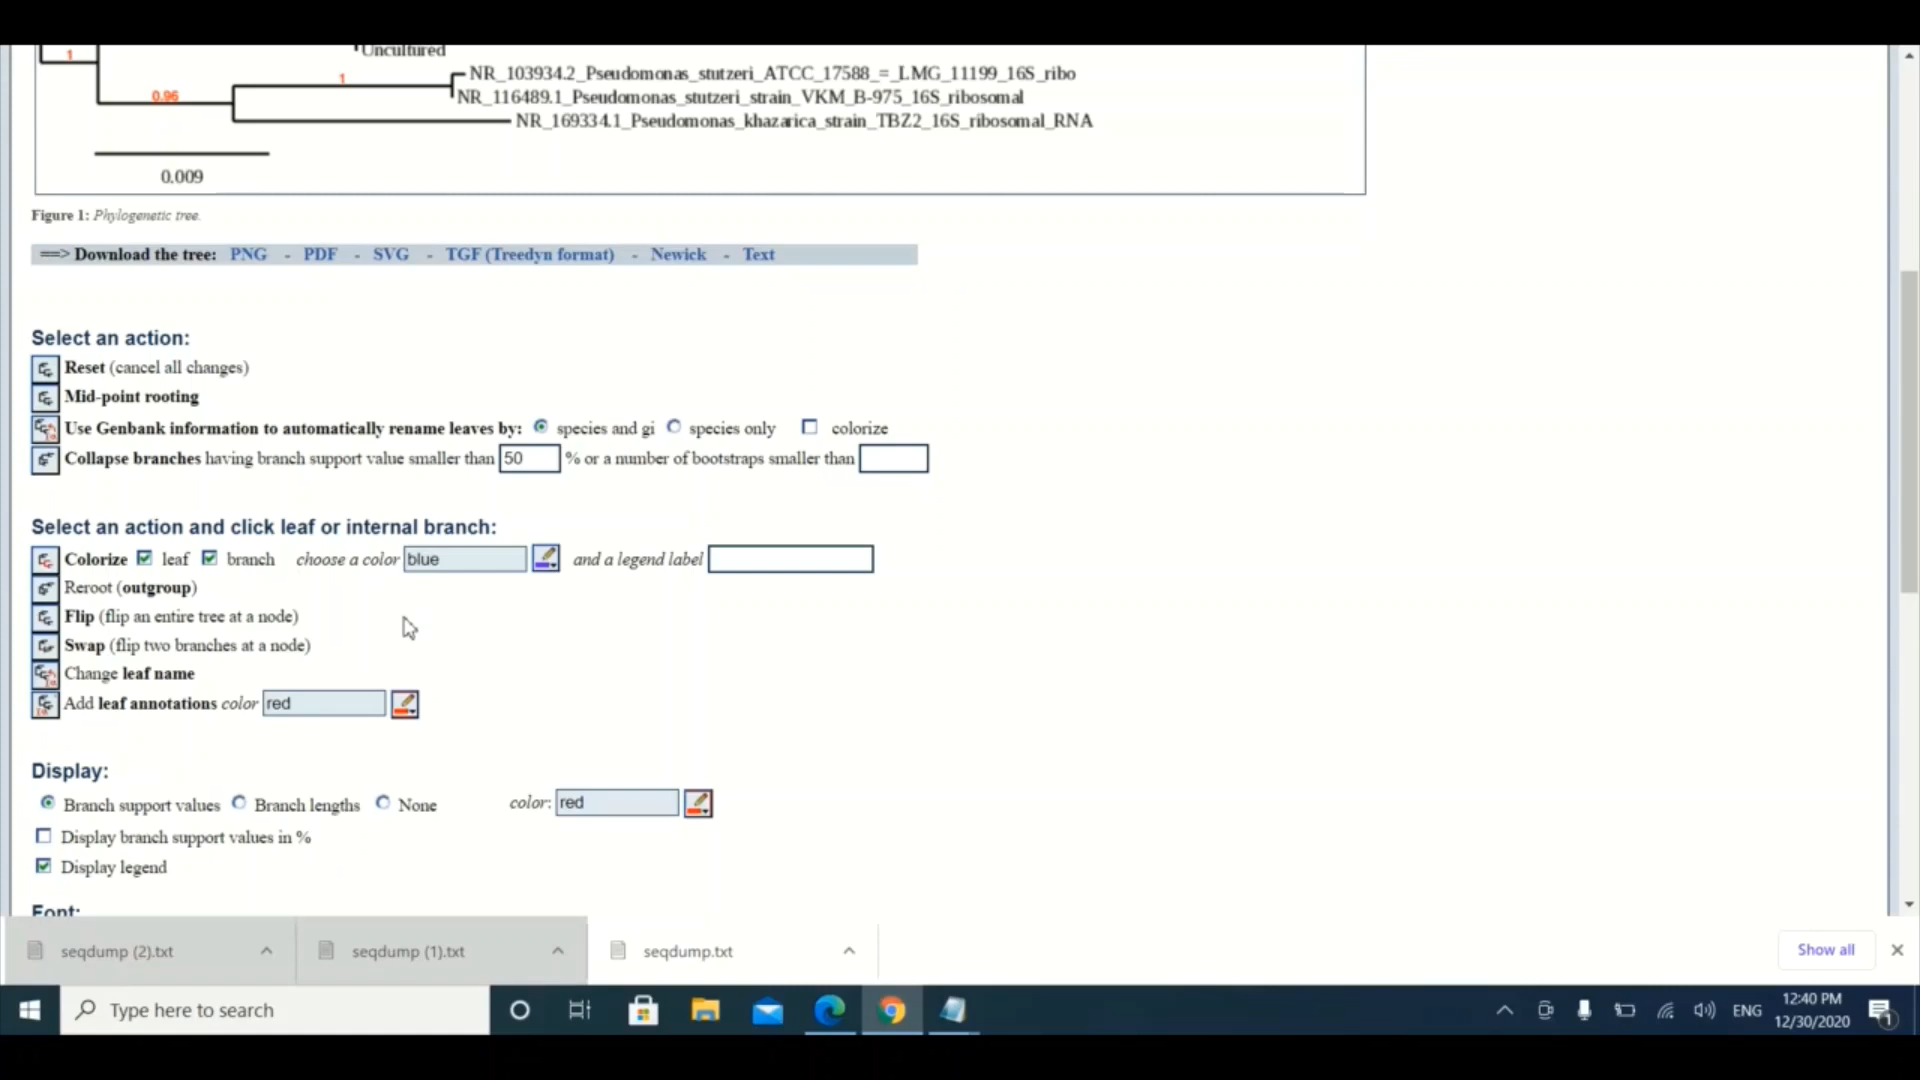 Uncultured
1
NR_103934.2_Pseudomonas_stutzeri_ATCC_17588_=_LMG_11199_16S_ribo
1
0.96
NR_116489.1_Pseudomonas_stutzeri_strain_VKM_B-975_16S_ribosomal
NR_169334.1_Pseudomonas_khazarica_strain_TBZ2_16S_ribosomal_RNA
0.009
Figure 1: Phylogenetic tree.
==> Download the tree: PNG - PDF - SVG - TGF (Treedyn format) - Newick - Text
Select an action:
Reset (cancel all changes)
Mid-point rooting
Use Genbank information to automatically rename leaves by: species and gi species only colorize
Collapse branches having branch support value smaller than 50 % or a number of bootstraps smaller than
Select an action and click leaf or internal branch:
Colorize leaf branch choose a color blue and a legend label
Reroot (outgroup)
Flip (flip an entire tree at a node)
Swap (flip two branches at a node)
Change leaf name
Add leaf annotations color red
Display:
Branch support values Branch lengths None color: red
Display branch support values in %
Display legend
Font:
seqdump (2).txt seqdump (1).txt seqdump.txt Show all
Type here to search ENG 12:40 PM
12/30/2020 1